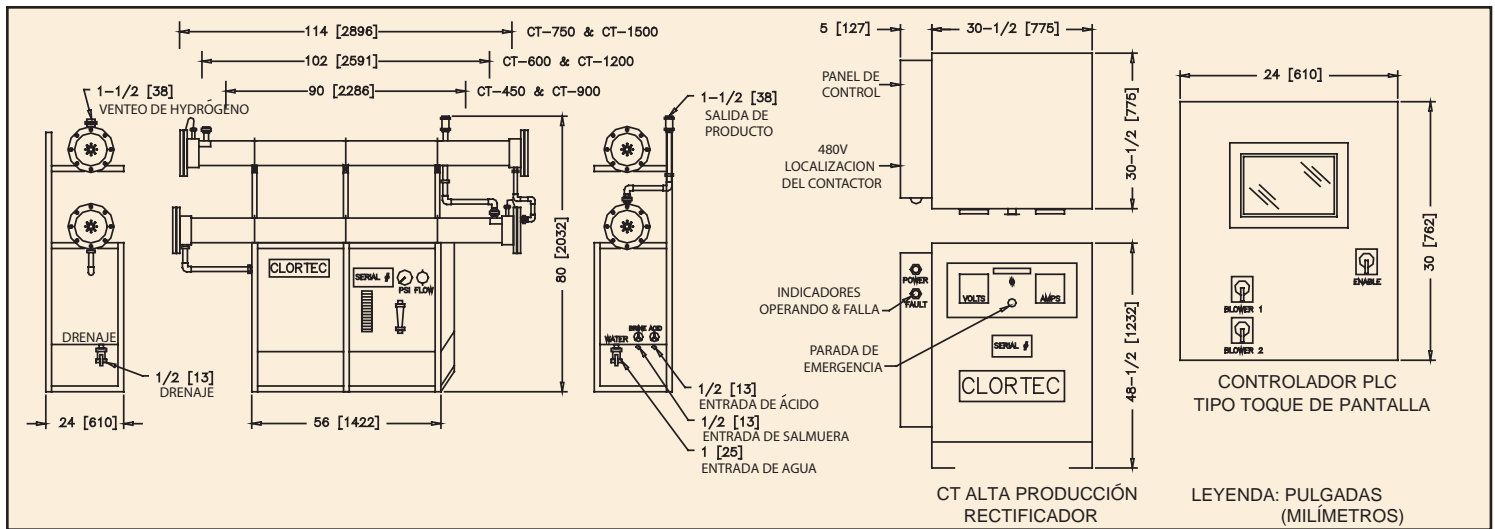 114 [2896]
CT-750 & CT-1500
102 [2591]
CT-600 & CT-1200
90 [2286]
CT-450 & CT-900
1-1/2 [38]
VENTEO DE HYDRÓGENO
DRENAJE
1/2 [13]
DRENAJE
24 [610]
CLORTEC
SERIAL #
PSI FLOW
56 [1422]
80 [2032]
1-1/2 [38]
SALIDA DE
PRODUCTO
WATER
BRINE ACID
1/2 [13]
ENTRADA DE ÁCIDO
1/2 [13]
ENTRADA DE SALMUERA
1 [25]
ENTRADA DE AGUA
5 [127]
30-1/2 [775]
PANEL DE
CONTROL
480V
LOCALIZACION
DEL CONTACTOR
30-1/2 [775]
POWER
FAULT
VOLTS
AMPS
INDICADORES
OPERANDO & FALLA
PARADA DE
EMERGENCIA
SERIAL #
CLORTEC
48-1/2 [1232]
CT ALTA PRODUCCIÓN
RECTIFICADOR
24 [610]
30 [762]
ENABLE
BLOWER 1
BLOWER 2
CONTROLADOR PLC
TIPO TOQUE DE PANTALLA
LEYENDA: PULGADAS
(MILÍMETROS)